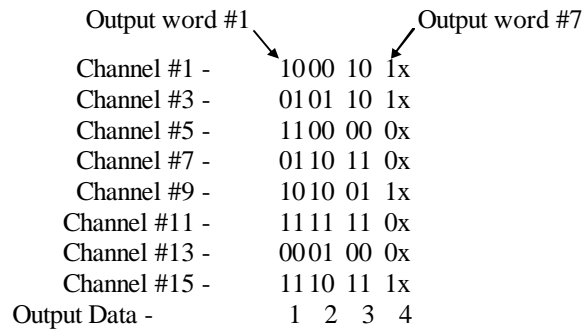 Output word #1 Output word #7
Channel #1 - 1000 10 1x
Channel #3 - 0101 10 1x
Channel #5 - 1100 00 0x
Channel #7 - 0110 11 0x
Channel #9 - 1010 01 1x
Channel #11 - 1111 11 0x
Channel #13 - 0001 00 0x
Channel #15 - 1110 11 1x
Output Data - 1 2 3 4